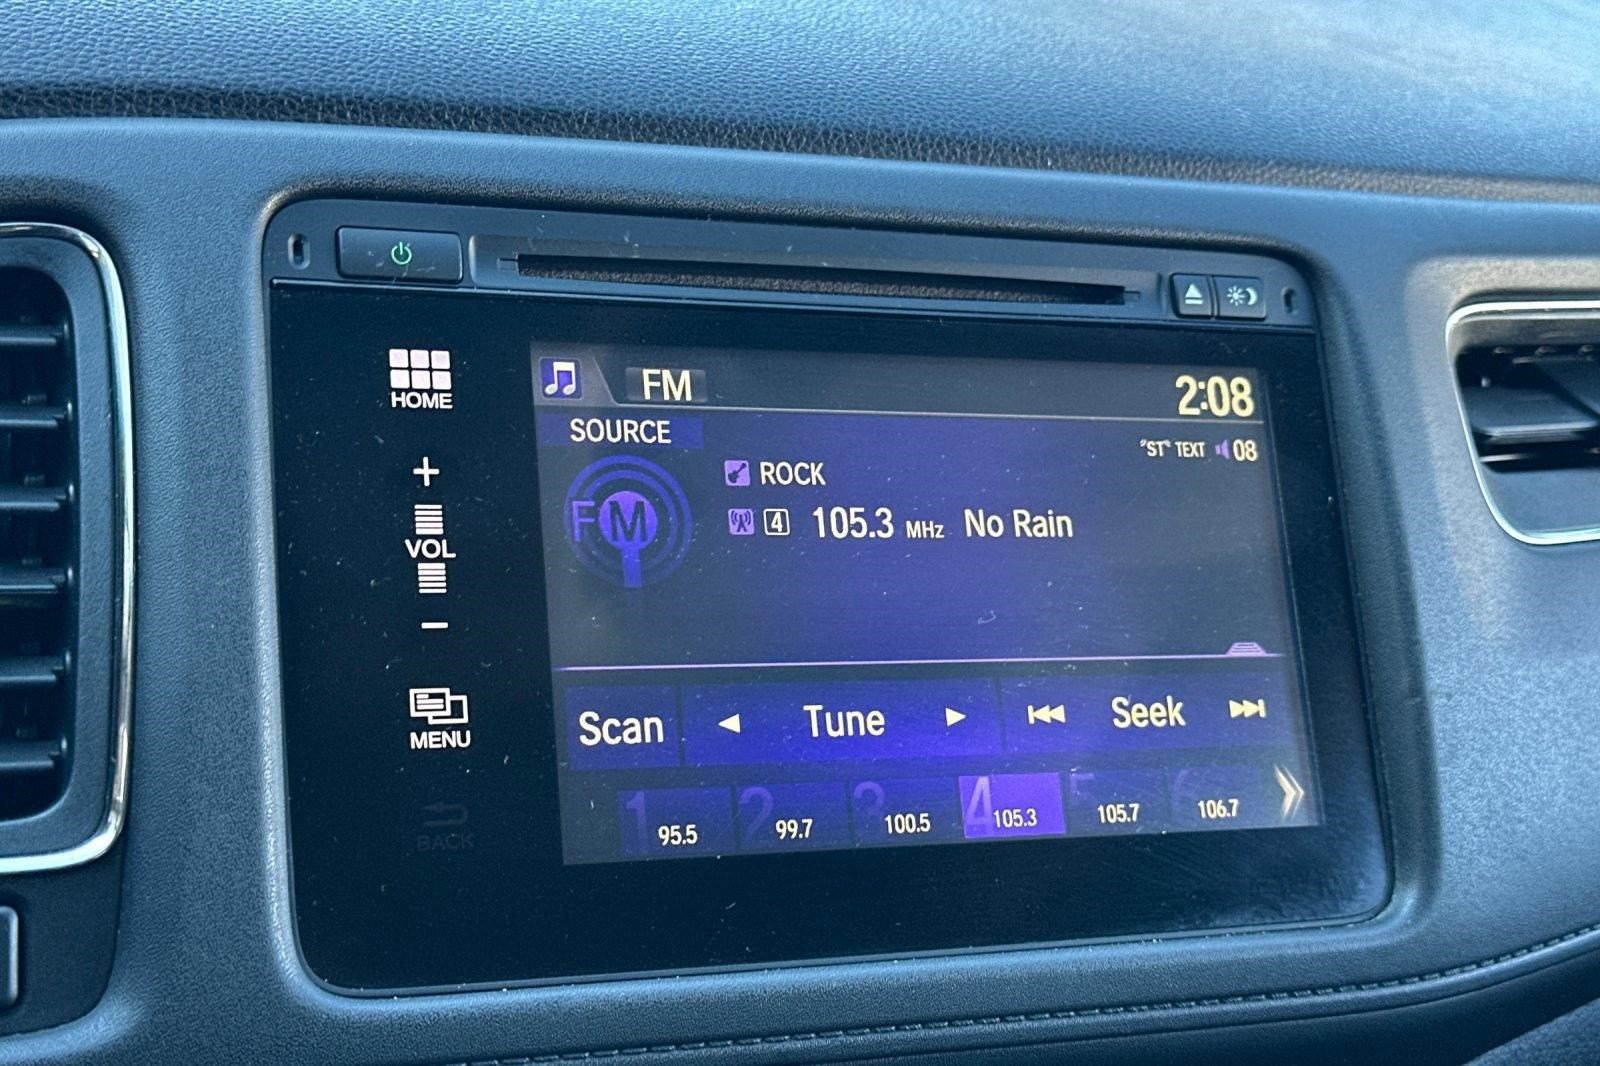 HOME
+
VOL
−
MENU
BACK
FM
2:08
SOURCE
"ST" TEXT 08
FM
ROCK
4 105.3 MHz No Rain
Scan Tune Seek
1 95.5
2 99.7
3 100.5
4 105.3
5 105.7
6 106.7